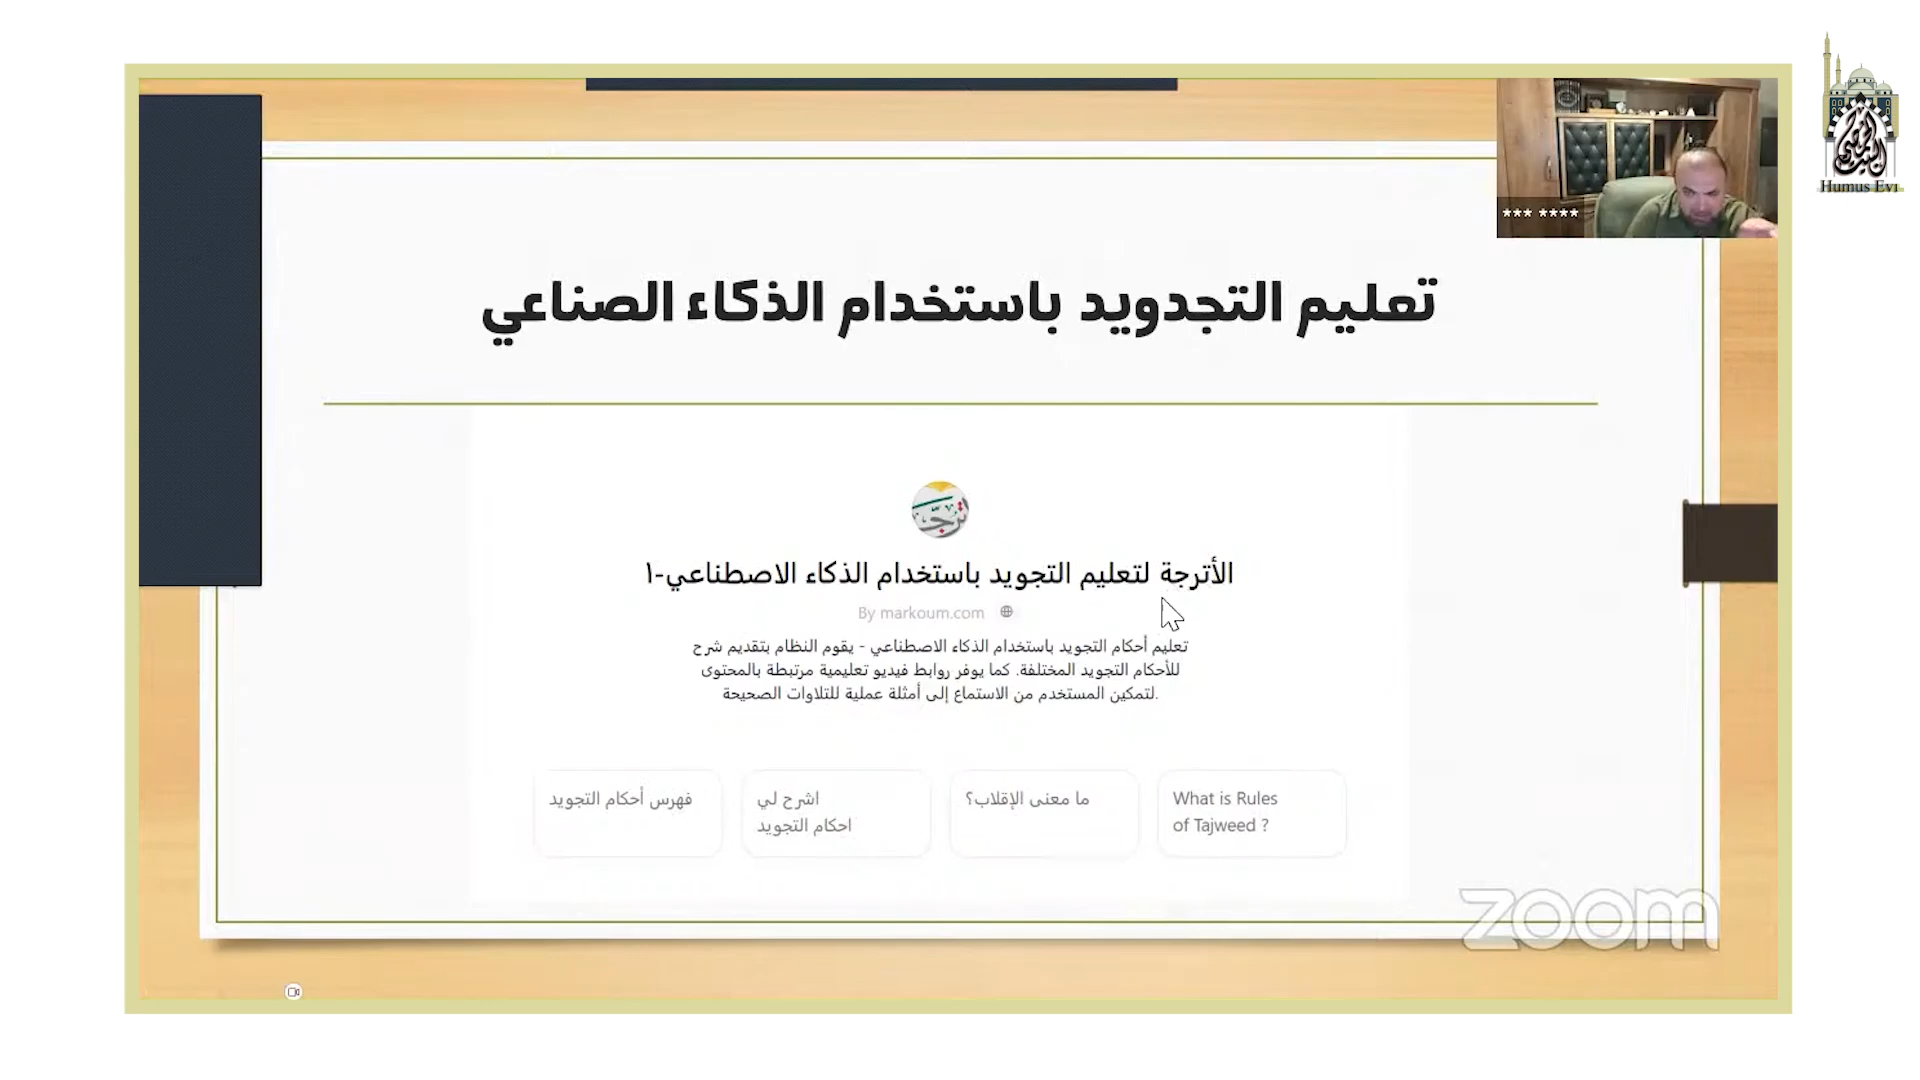 تعليم التجدويد باستخدام الذكاء الصناعي
الأترجة لتعليم التجويد باستخدام الذكاء الاصطناعي-١
By markoum.com
تعليم أحكام التجويد باستخدام الذكاء الاصطناعي - يقوم النظام بتقديم شرح
للأحكام التجويد المختلفة. كما يوفر روابط فيديو تعليمية مرتبطة بالمحتوى
لتمكين المستخدم من الاستماع إلى أمثلة عملية للتلاوات الصحيحة.
فهرس أحكام التجويد
اشرح لي
احكام التجويد
ما معنى الإقلاب؟
What is Rules
of Tajweed ?
*** ****
Humus Evi
zoom